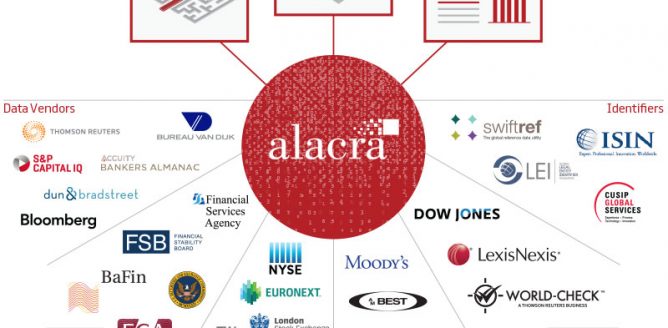 Data Vendors
Identifiers
alacra
THOMSON REUTERS
BUREAU VAN DIJK
S&P
CAPITAL IQ
ACCUITY
BANKERS ALMANAC
dun&bradstreet
Bloomberg
swiftref
The global reference data utility
ISIN
LEI
CUSIP
GLOBAL
SERVICES
Financial
Services
Agency
FSB
FINANCIAL
STABILITY
BOARD
BaFin
NYSE
EURONEXT.
London
Stock Exchange
MOODY'S
A.M.
BEST
DOW JONES
LexisNexis®
WORLD-CHECK™
A THOMSON REUTERS BUSINESS